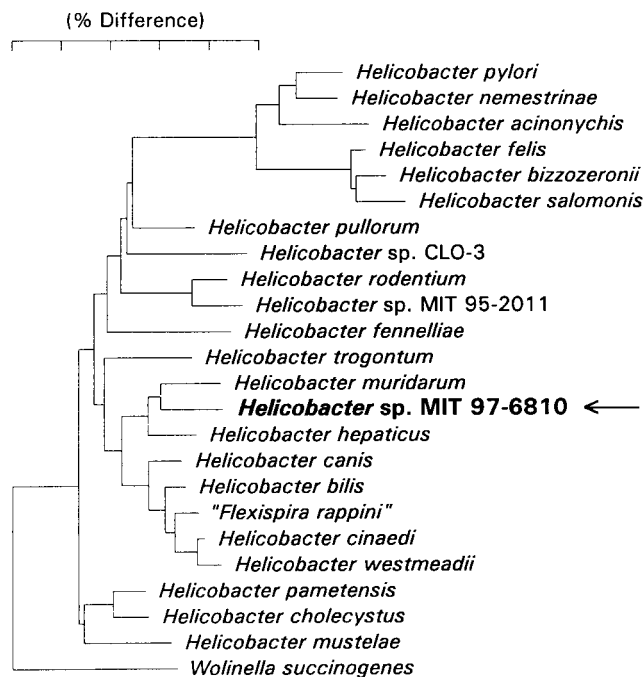 (% Difference)
Helicobacter pylori
Helicobacter nemestrinae
Helicobacter acinonychis
Helicobacter felis
Helicobacter bizzozeronii
Helicobacter salomonis
Helicobacter pullorum
Helicobacter sp. CLO-3
Helicobacter rodentium
Helicobacter sp. MIT 95-2011
Helicobacter fennelliae
Helicobacter trogontum
Helicobacter muridarum
Helicobacter sp. MIT 97-6810
Helicobacter hepaticus
Helicobacter canis
Helicobacter bilis
"Flexispira rappini"
Helicobacter cinaedi
Helicobacter westmeadii
Helicobacter pametensis
Helicobacter cholecystus
Helicobacter mustelae
Wolinella succinogenes